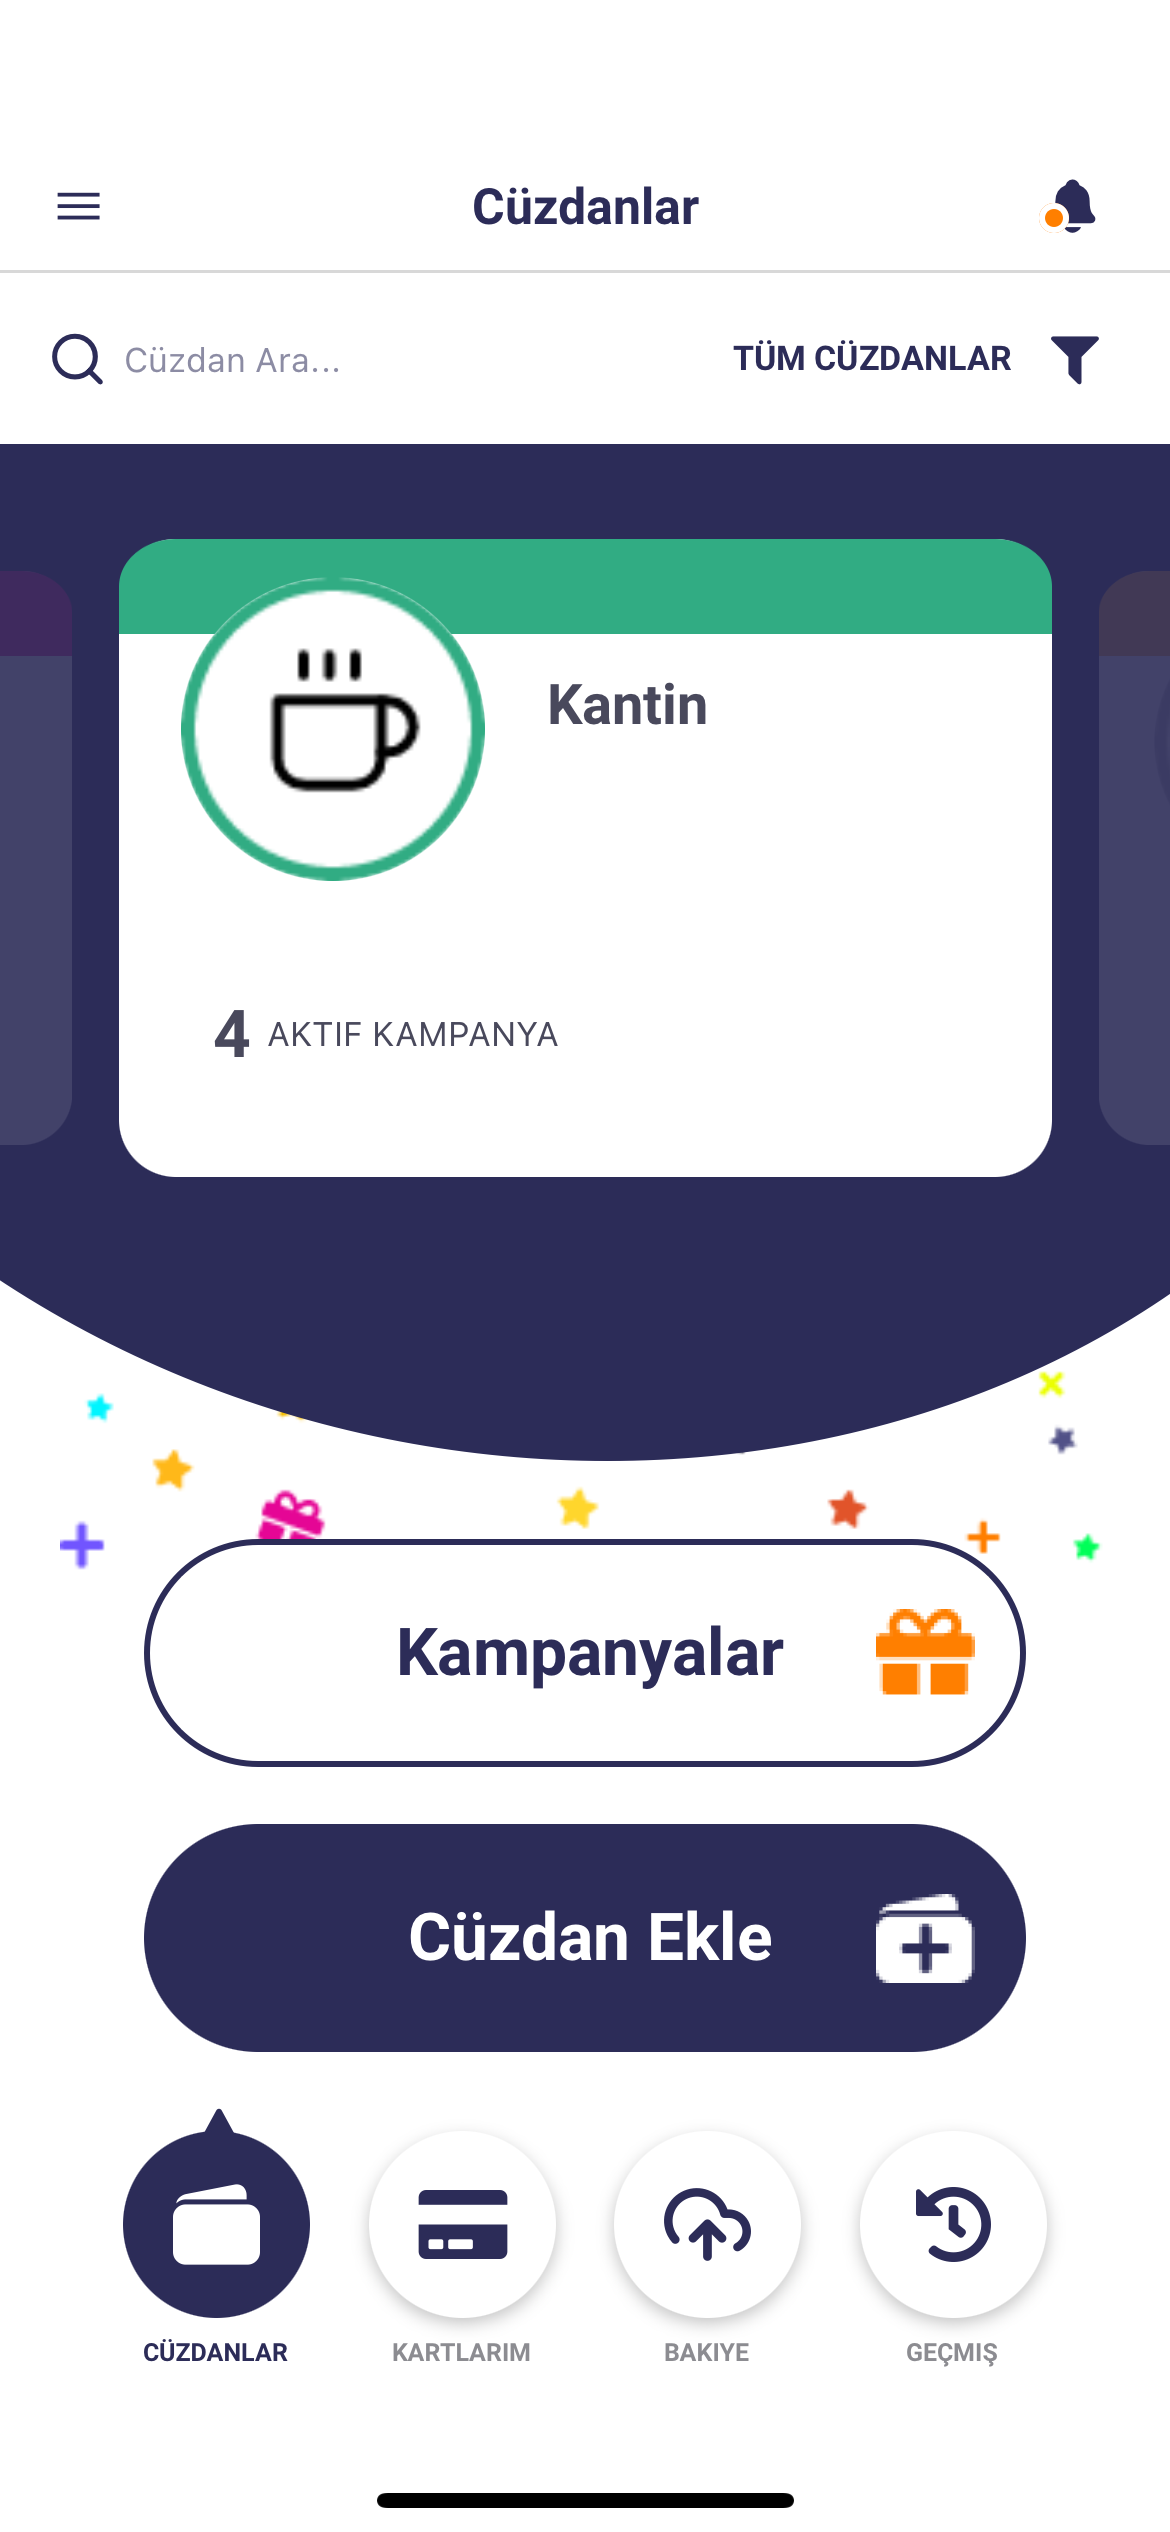 Cüzdanlar
Cüzdan Ara...
TÜM CÜZDANLAR
Kantin
4 AKTIF KAMPANYA
Kampanyalar
Cüzdan Ekle
CÜZDANLAR
KARTLARIM
BAKIYE
GEÇMIŞ